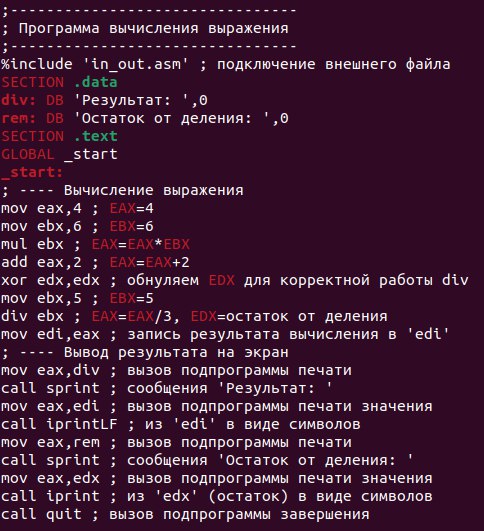 ;--------------------------------
; Программа вычисления выражения
;--------------------------------
%include 'in_out.asm' ; подключение внешнего файла
SECTION .data
div: DB 'Результат: ',0
rem: DB 'Остаток от деления: ',0
SECTION .text
GLOBAL _start
_start:
; ---- Вычисление выражения
mov eax,4 ; EAX=4
mov ebx,6 ; EBX=6
mul ebx ; EAX=EAX*EBX
add eax,2 ; EAX=EAX+2
xor edx,edx ; обнуляем EDX для корректной работы div
mov ebx,5 ; EBX=5
div ebx ; EAX=EAX/3, EDX=остаток от деления
mov edi,eax ; запись результата вычисления в 'edi'
; ---- Вывод результата на экран
mov eax,div ; вызов подпрограммы печати
call sprint ; сообщения 'Результат: '
mov eax,edi ; вызов подпрограммы печати значения
call iprintLF ; из 'edi' в виде символов
mov eax,rem ; вызов подпрограммы печати
call sprint ; сообщения 'Остаток от деления: '
mov eax,edx ; вызов подпрограммы печати значения
call iprint ; из 'edx' (остаток) в виде символов
call quit ; вызов подпрограммы завершения